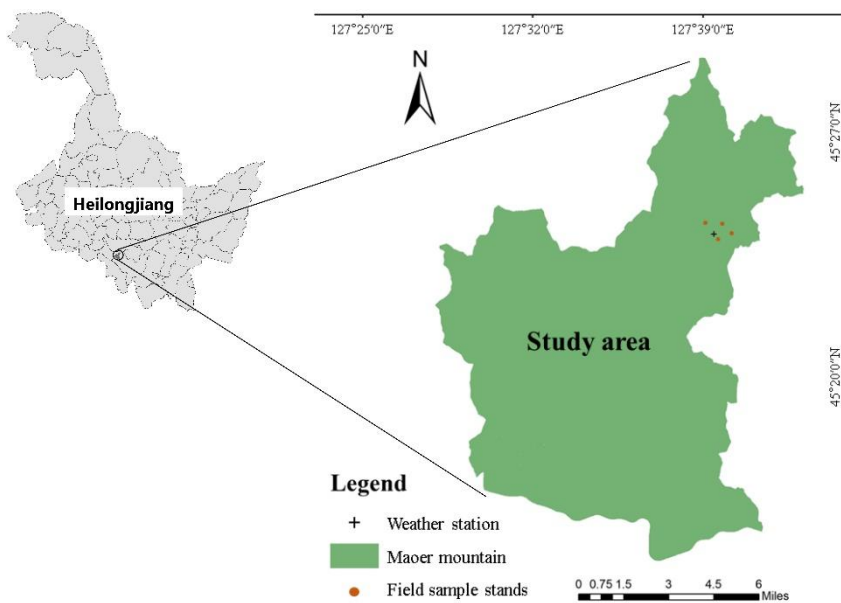 127°25'0"E 127°32'0"E 127°39'0"E
N
45°27'0"N
Heilongjiang
Study area
45°20'0"N
Legend
Weather station
Maoer mountain
Field sample stands
0 0.75 1.5 3 4.5 6
Miles